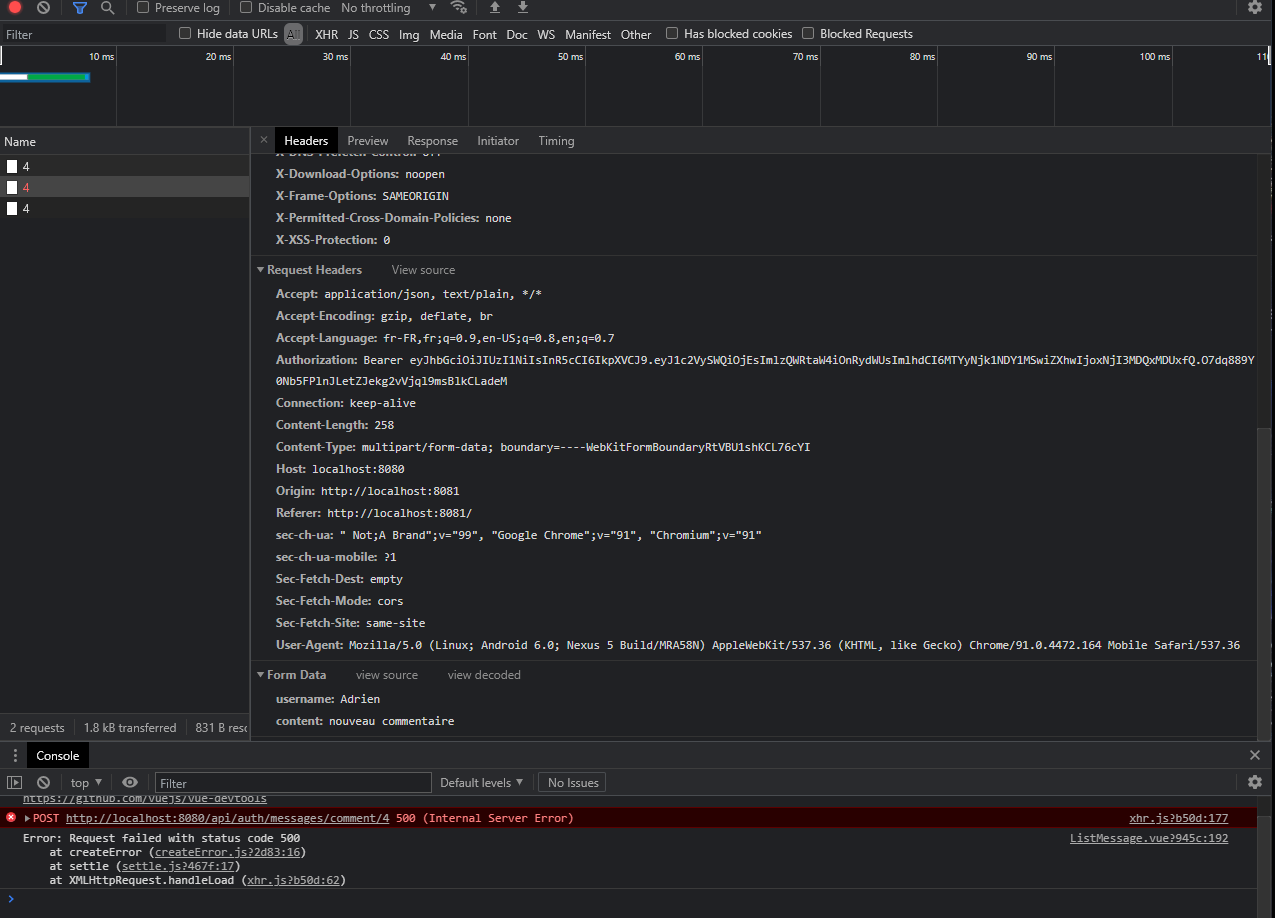 Preserve log Disable cache No throttling
Filter Hide data URLs All XHR JS CSS Img Media Font Doc WS Manifest Other Has blocked cookies Blocked Requests
10 ms 20 ms 30 ms 40 ms 50 ms 60 ms 70 ms 80 ms 90 ms 100 ms 11
Name
4
4
4
Headers Preview Response Initiator Timing
X-DNS-Prefetch-Control: off
X-Download-Options: noopen
X-Frame-Options: SAMEORIGIN
X-Permitted-Cross-Domain-Policies: none
X-XSS-Protection: 0
Request Headers View source
Accept: application/json, text/plain, */*
Accept-Encoding: gzip, deflate, br
Accept-Language: fr-FR,fr;q=0.9,en-US;q=0.8,en;q=0.7
Authorization: Bearer eyJhbGciOiJIUzI1NiIsInR5cCI6IkpXVCJ9.eyJ1c2VySWQiOjEsImlzQWRtaW4iOnRydWUsImlhdCI6MTYyNjk1NDY1MSwiZXhwIjoxNjI3MDQxMDUxfQ.O7dq889Y
0Nb5FPlnJLetZJekg2vVjql9msBlkCLadeM
Connection: keep-alive
Content-Length: 258
Content-Type: multipart/form-data; boundary=----WebKitFormBoundaryRtVBU1shKCL76cYI
Host: localhost:8080
Origin: http://localhost:8081
Referer: http://localhost:8081/
sec-ch-ua: " Not;A Brand";v="99", "Google Chrome";v="91", "Chromium";v="91"
sec-ch-ua-mobile: ?1
Sec-Fetch-Dest: empty
Sec-Fetch-Mode: cors
Sec-Fetch-Site: same-site
User-Agent: Mozilla/5.0 (Linux; Android 6.0; Nexus 5 Build/MRA58N) AppleWebKit/537.36 (KHTML, like Gecko) Chrome/91.0.4472.164 Mobile Safari/537.36
Form Data view source view decoded
username: Adrien
content: nouveau commentaire
2 requests 1.8 kB transferred 831 B reso
Console
top Filter Default levels No Issues
https://github.com/vuejs/vue-devtools
POST http://localhost:8080/api/auth/messages/comment/4 500 (Internal Server Error) xhr.js?b50d:177
Error: Request failed with status code 500 ListMessage.vue?945c:192
at createError (createError.js?2d83:16)
at settle (settle.js?467f:17)
at XMLHttpRequest.handleLoad (xhr.js?b50d:62)